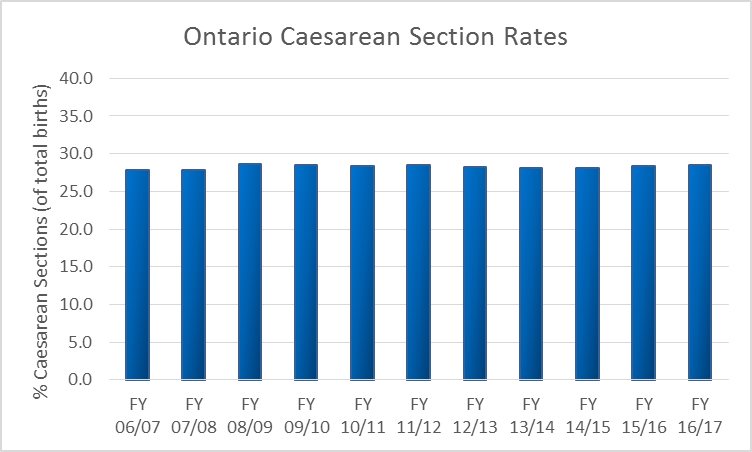 Ontario Caesarean Section Rates
% Caesarean Sections (of total births)
40.0
35.0
30.0
25.0
20.0
15.0
10.0
5.0
0.0
FY FY FY FY FY FY FY FY FY FY FY
06/07 07/08 08/09 09/10 10/11 11/12 12/13 13/14 14/15 15/16 16/17